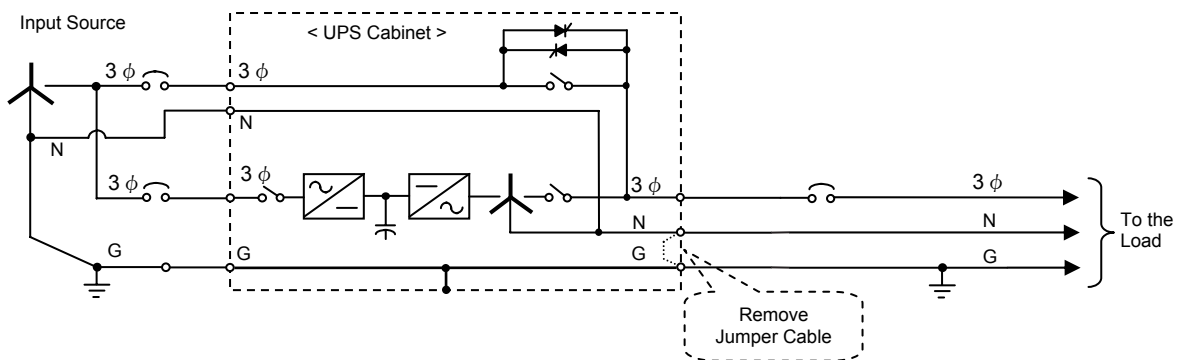 Input Source
< UPS Cabinet >
3 ϕ
3 ϕ
N
N
3 ϕ
3 ϕ
3 ϕ
3 ϕ
N
N
To the
Load
G
G
G
G
Remove
Jumper Cable